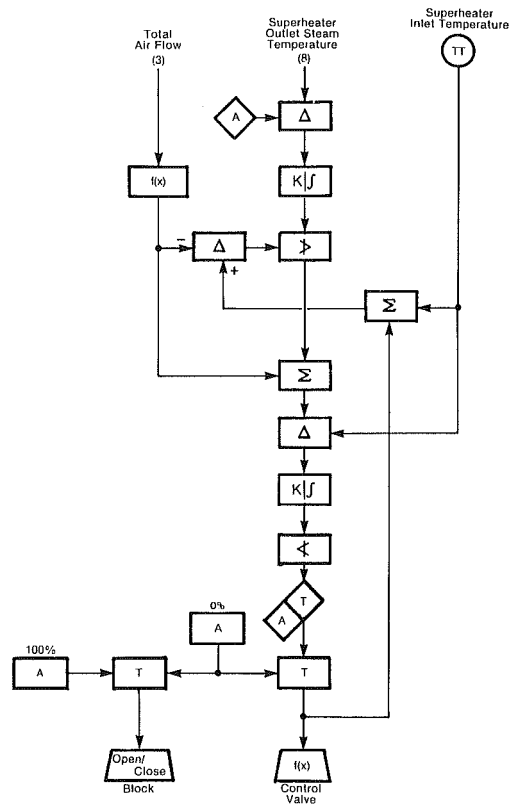 Total
Air Flow
(3)
Superheater
Outlet Steam
Temperature
(8)
Superheater
Inlet Temperature
TT
A
Δ
f(x)
K∫
Δ
≯
−
+
Σ
Σ
Δ
K∫
≮
T
A
0%
A
100%
A
T
T
Open/
Close
Block
f(x)
Control
Valve